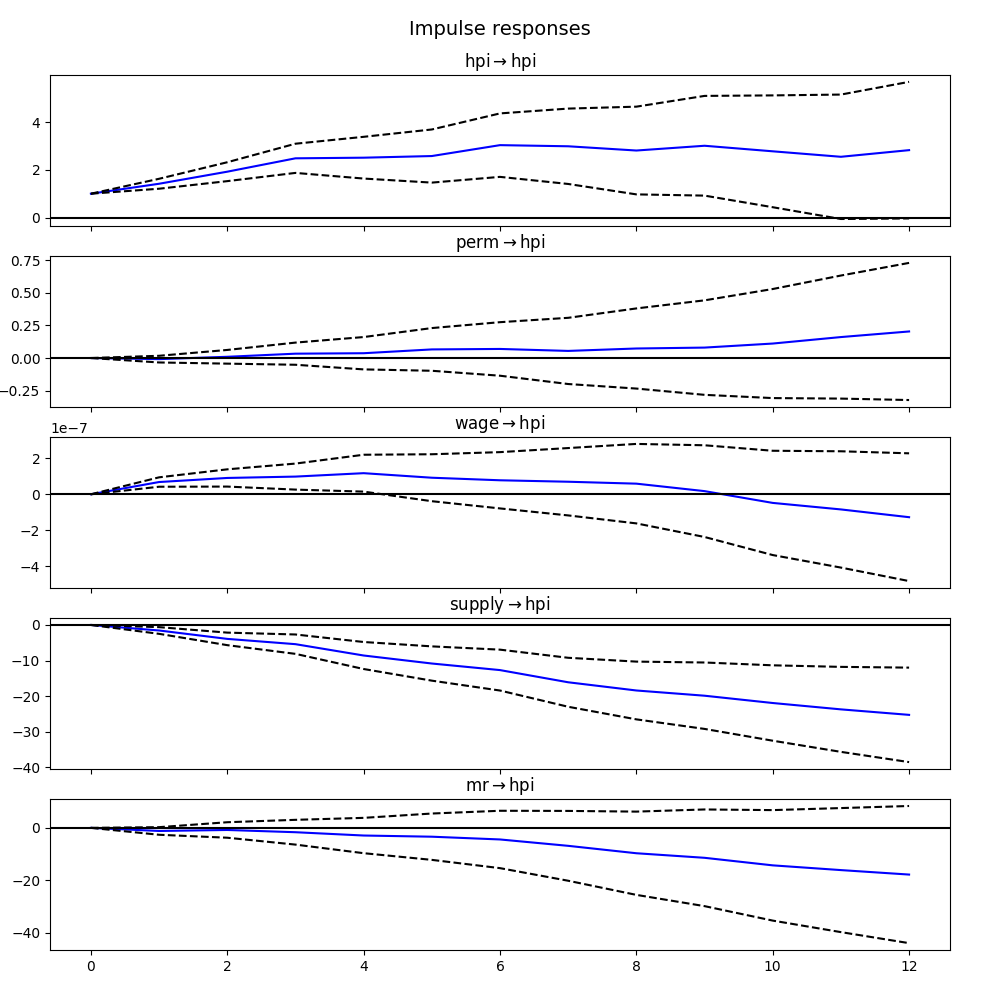 Impulse responses
hpi → hpi
4
2
0
perm → hpi
0.75
0.50
0.25
0.00
−0.25
1e−7
wage → hpi
2
0
−2
−4
supply → hpi
0
−10
−20
−30
−40
mr → hpi
0
−20
−40
0 2 4 6 8 10 12